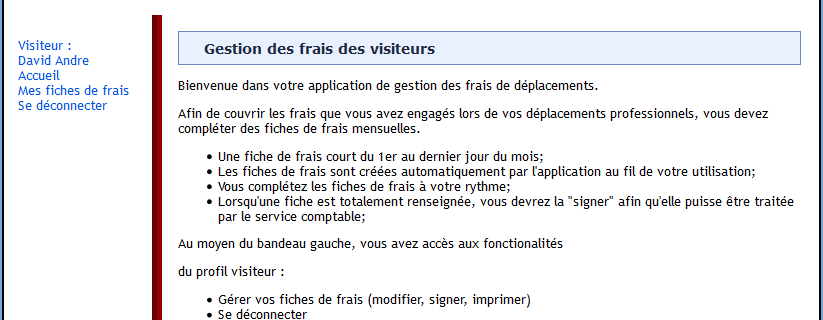 Visiteur :
David Andre
Accueil
Mes fiches de frais
Se déconnecter
Gestion des frais des visiteurs
Bienvenue dans votre application de gestion des frais de déplacements.
Afin de couvrir les frais que vous avez engagés lors de vos déplacements professionnels, vous devez
compléter des fiches de frais mensuelles.
• Une fiche de frais court du 1er au dernier jour du mois;
• Les fiches de frais sont créées automatiquement par l'application au fil de votre utilisation;
• Vous complétez les fiches de frais à votre rythme;
• Lorsqu'une fiche est totalement renseignée, vous devrez la "signer" afin qu'elle puisse être traitée
par le service comptable;
Au moyen du bandeau gauche, vous avez accès aux fonctionalités
du profil visiteur :
• Gérer vos fiches de frais (modifier, signer, imprimer)
• Se déconnecter